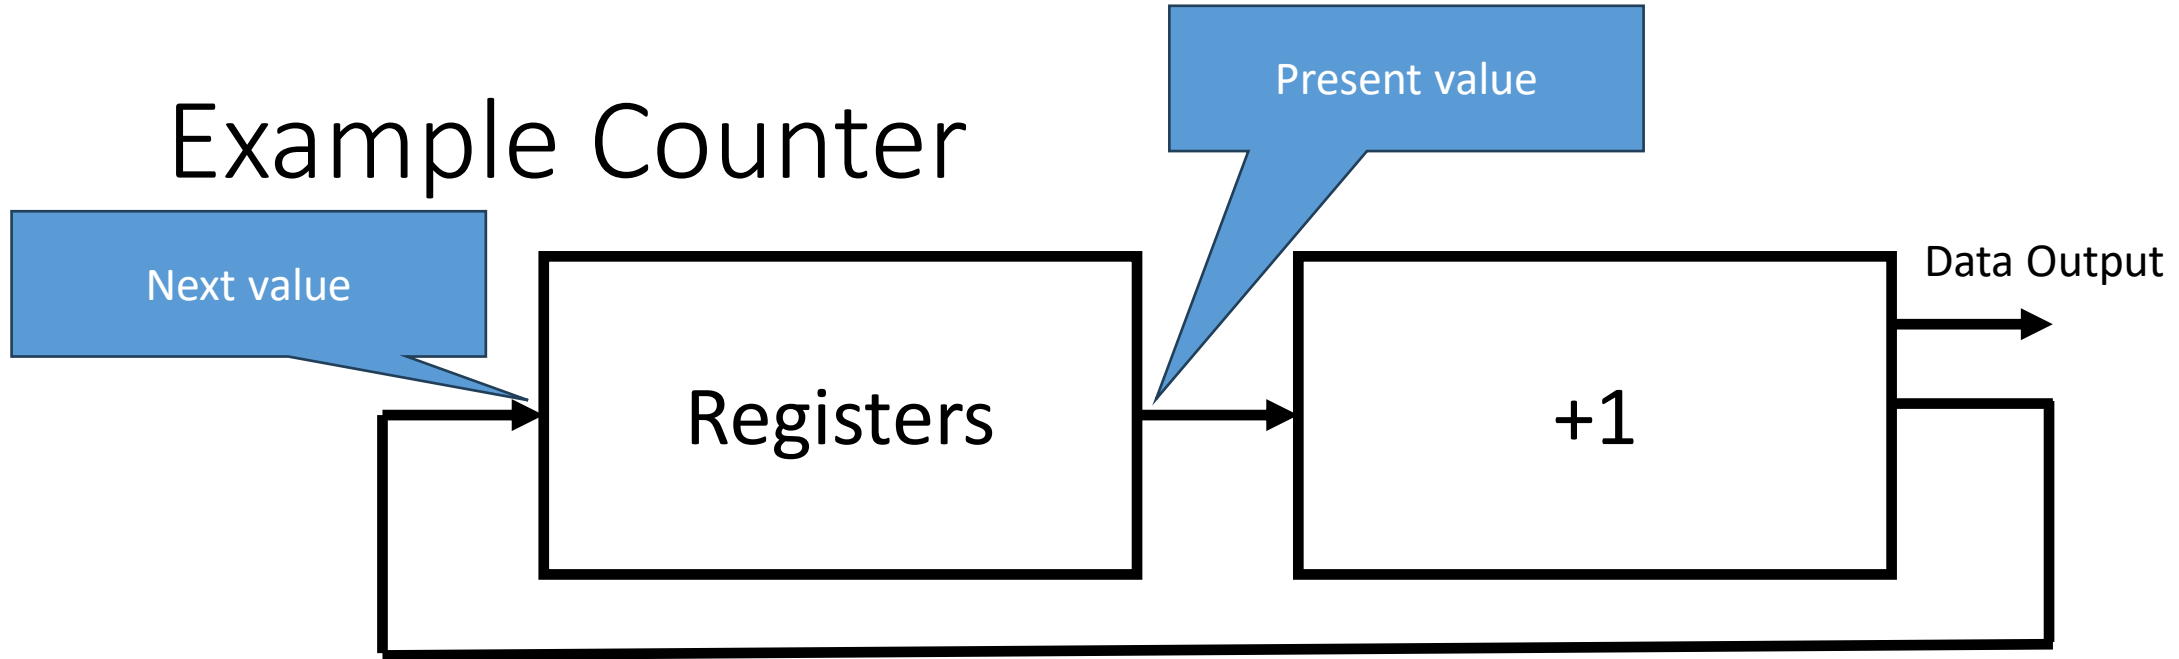 Present value
Example Counter
Next value
Data Output
Registers
+1